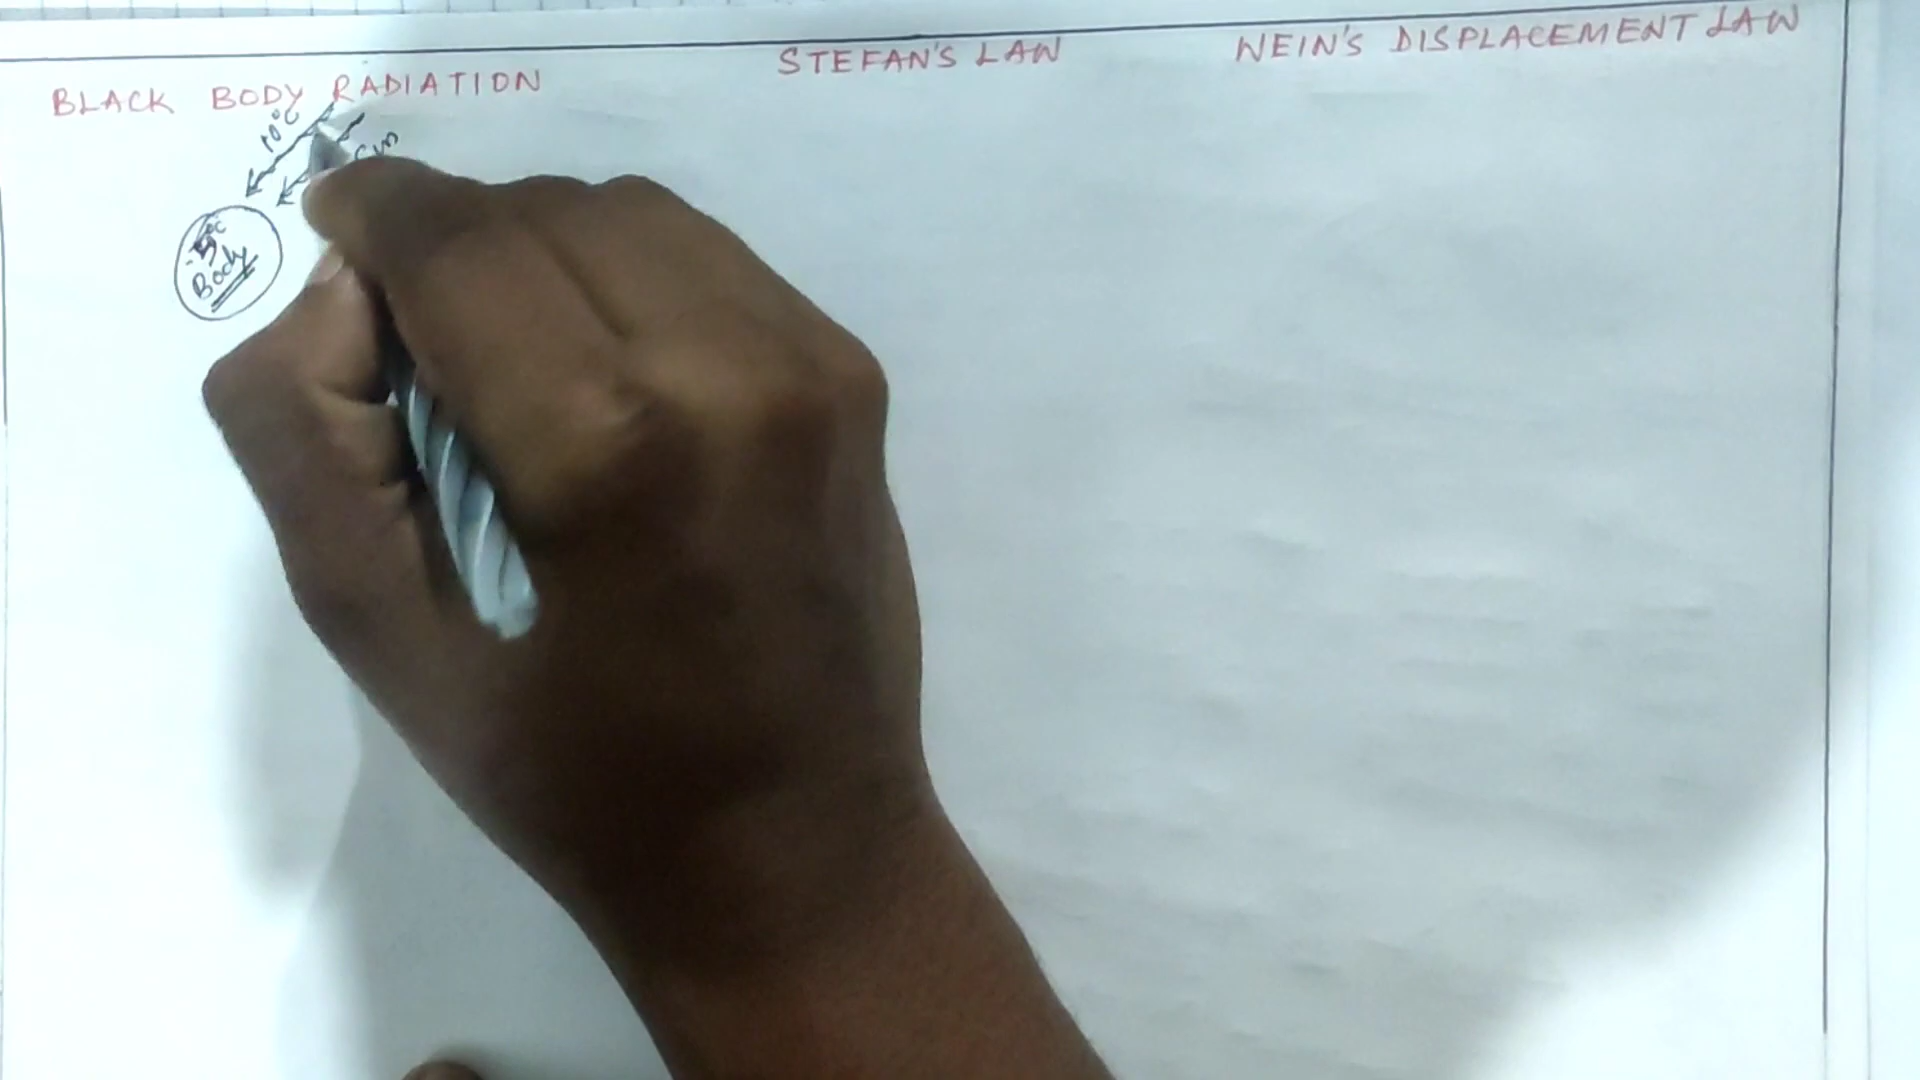 BLACK BODY RADIATION
STEFAN'S LAW
WEIN'S DISPLACEMENT LAW
10°C
Body